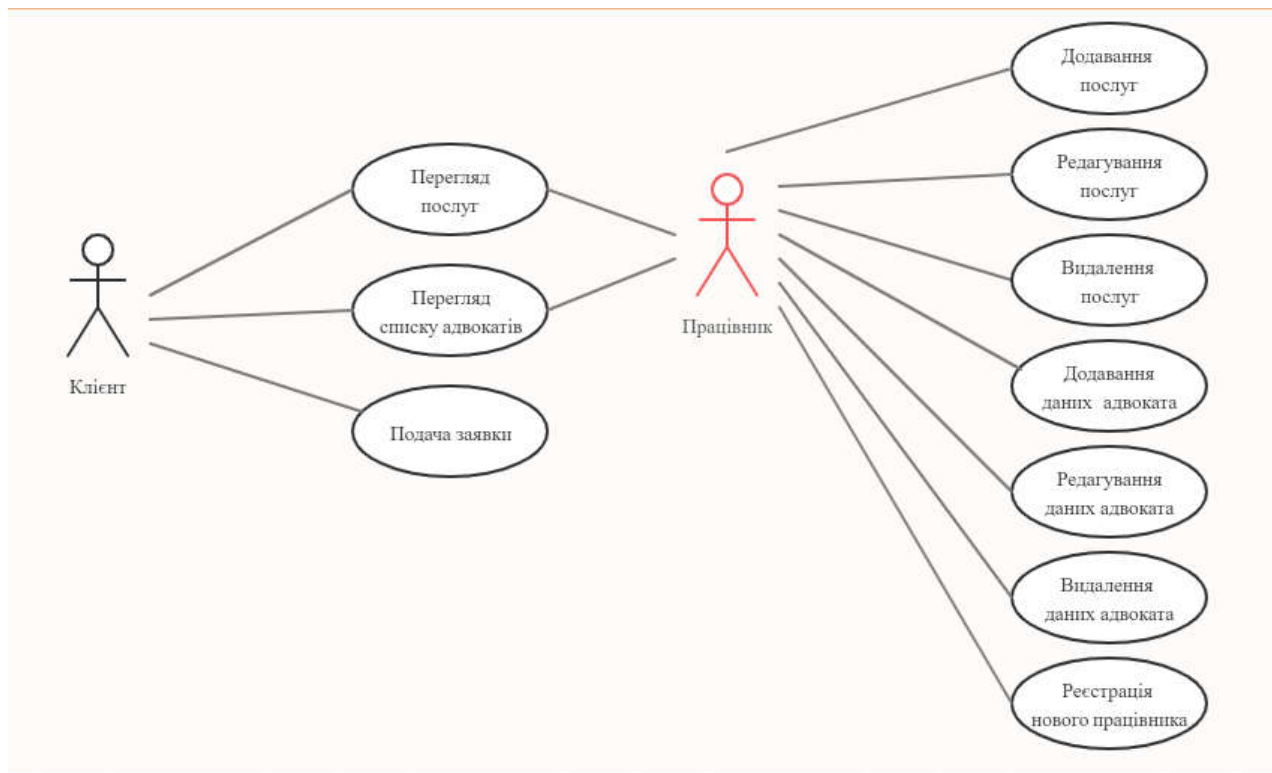 Клієнт
Перегляд
послуг
Перегляд
списку адвокатів
Подача заявки
Працівник
Додавання
послуг
Редагування
послуг
Видалення
послуг
Додавання
даних адвоката
Редагування
даних адвоката
Видалення
даних адвоката
Реєстрація
нового працівника